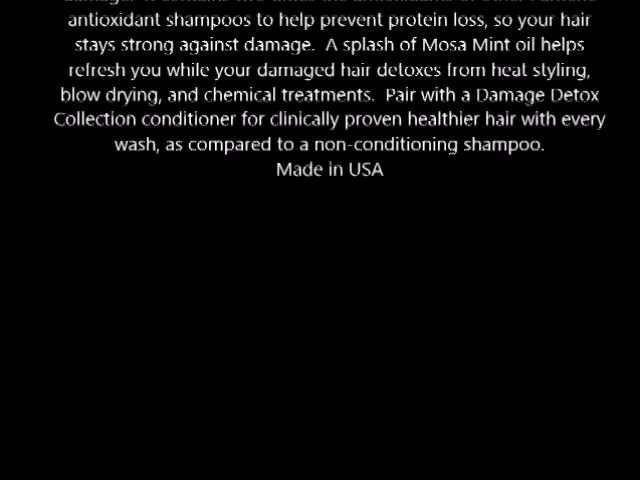 antioxidant shampoos to help prevent protein loss, so your hair
stays strong against damage.  A splash of Mosa Mint oil helps
refresh you while your damaged hair detoxes from heat styling,
blow drying, and chemical treatments.  Pair with a Damage Detox
Collection conditioner for clinically proven healthier hair with every
wash, as compared to a non-conditioning shampoo.
Made in USA